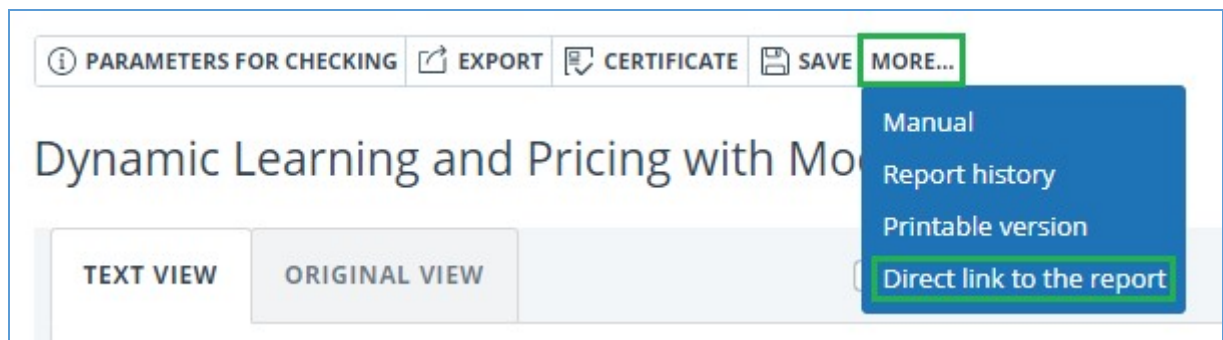 PARAMETERS FOR CHECKING EXPORT CERTIFICATE SAVE MORE...
Manual
Dynamic Learning and Pricing with Mo
Report history
Printable version
TEXT VIEW ORIGINAL VIEW
Direct link to the report